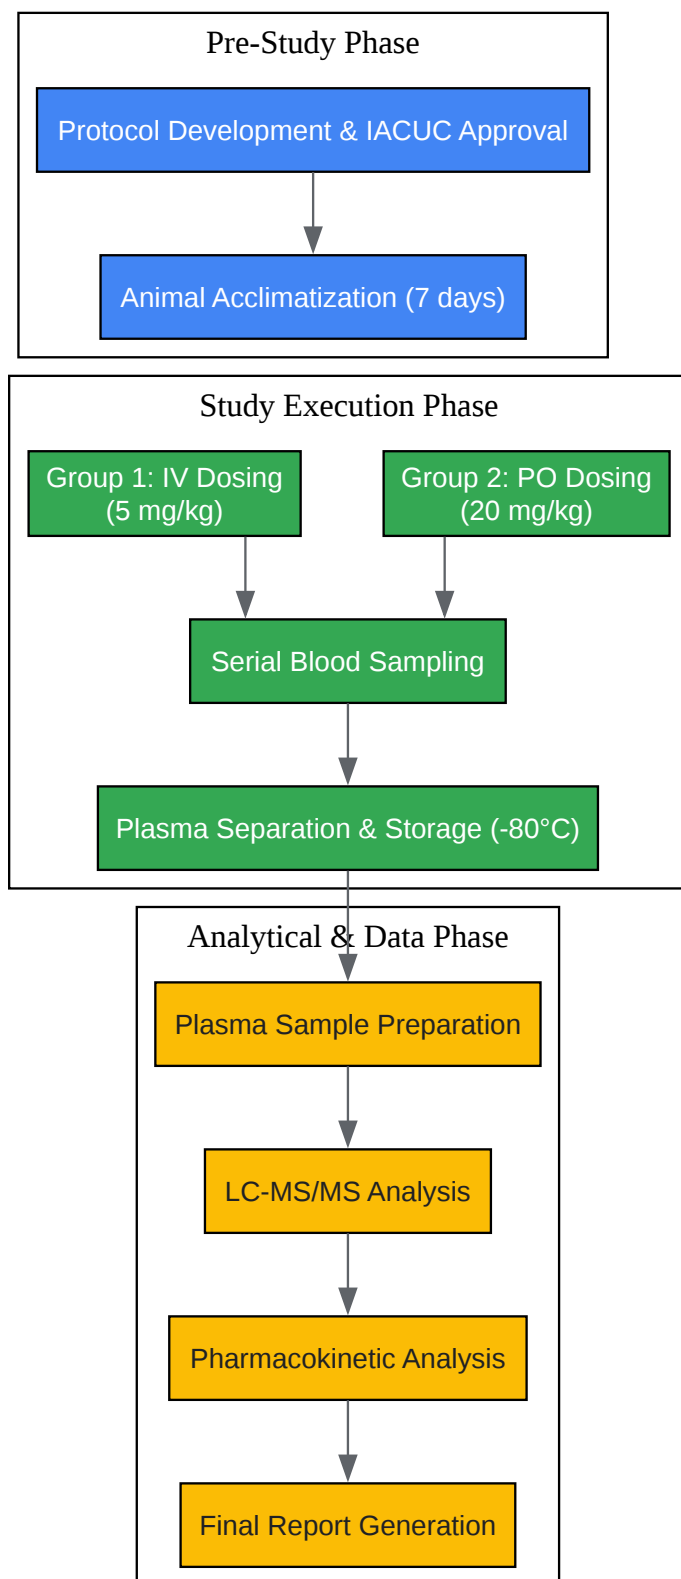 Pre-Study Phase
Protocol Development & IACUC Approval
Animal Acclimatization (7 days)
Study Execution Phase
Group 1: IV Dosing
(5 mg/kg)
Group 2: PO Dosing
(20 mg/kg)
Serial Blood Sampling
Plasma Separation & Storage (-80°C)
Analytical & Data Phase
Plasma Sample Preparation
LC-MS/MS Analysis
Pharmacokinetic Analysis
Final Report Generation